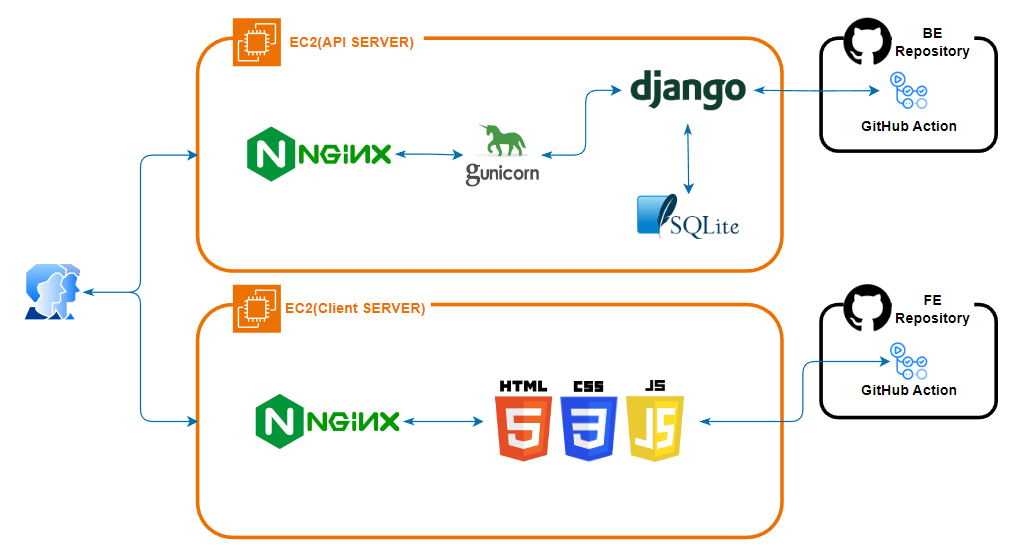 EC2(API SERVER)
BE
Repository
django
GitHub Action
NGINX
gunicorn
SQLite
EC2(Client SERVER)
FE
Repository
GitHub Action
HTML
CSS
JS
NGINX
5
3
JS